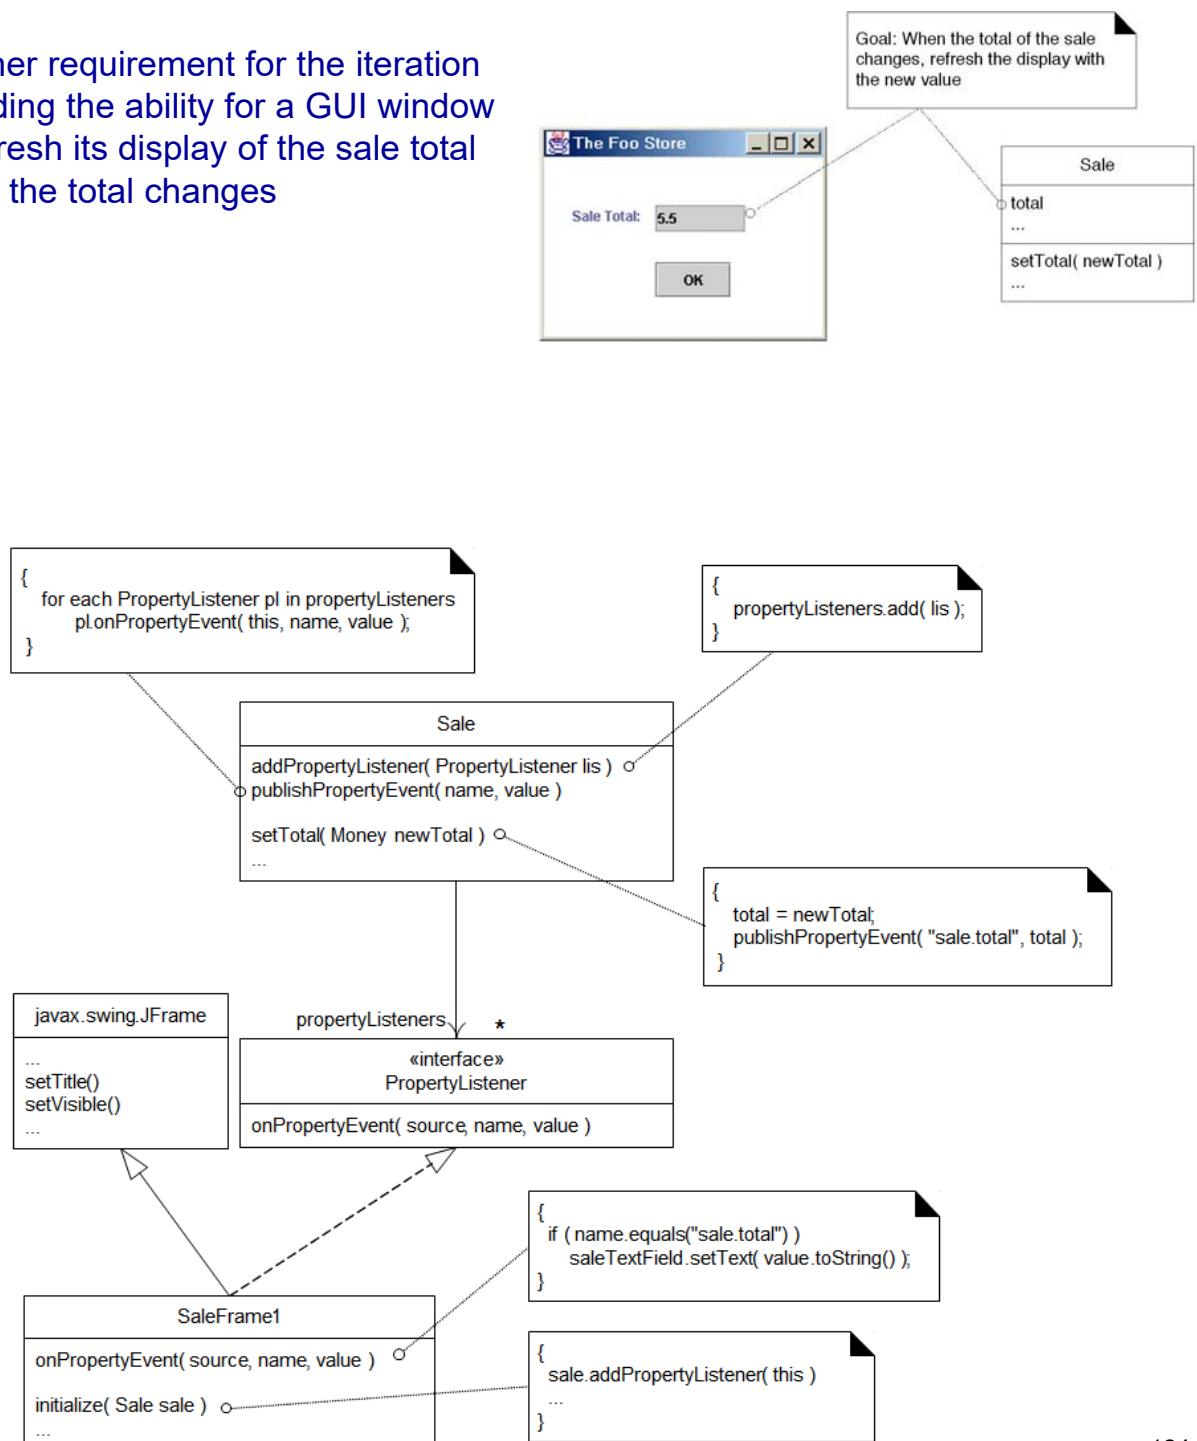 ner requirement for the iteration
ding the ability for a GUI window
resh its display of the sale total
the total changes
Goal: When the total of the sale
changes, refresh the display with
the new value
The Foo Store
Sale Total: 5.5
OK
Sale
total
...
setTotal( newTotal )
...
{
for each PropertyListener pl in propertyListeners
pl.onPropertyEvent( this, name, value );
}
{
propertyListeners.add( lis );
}
Sale
addPropertyListener( PropertyListener lis )
publishPropertyEvent( name, value )
setTotal( Money newTotal )
...
{
total = newTotal;
publishPropertyEvent( "sale.total", total );
}
javax.swing.JFrame
...
setTitle()
setVisible()
...
propertyListeners *
«interface»
PropertyListener
onPropertyEvent( source, name, value )
{
if ( name.equals("sale.total") )
saleTextField.setText( value.toString() );
}
SaleFrame1
onPropertyEvent( source, name, value )
initialize( Sale sale )
...
{
sale.addPropertyListener( this )
...
}